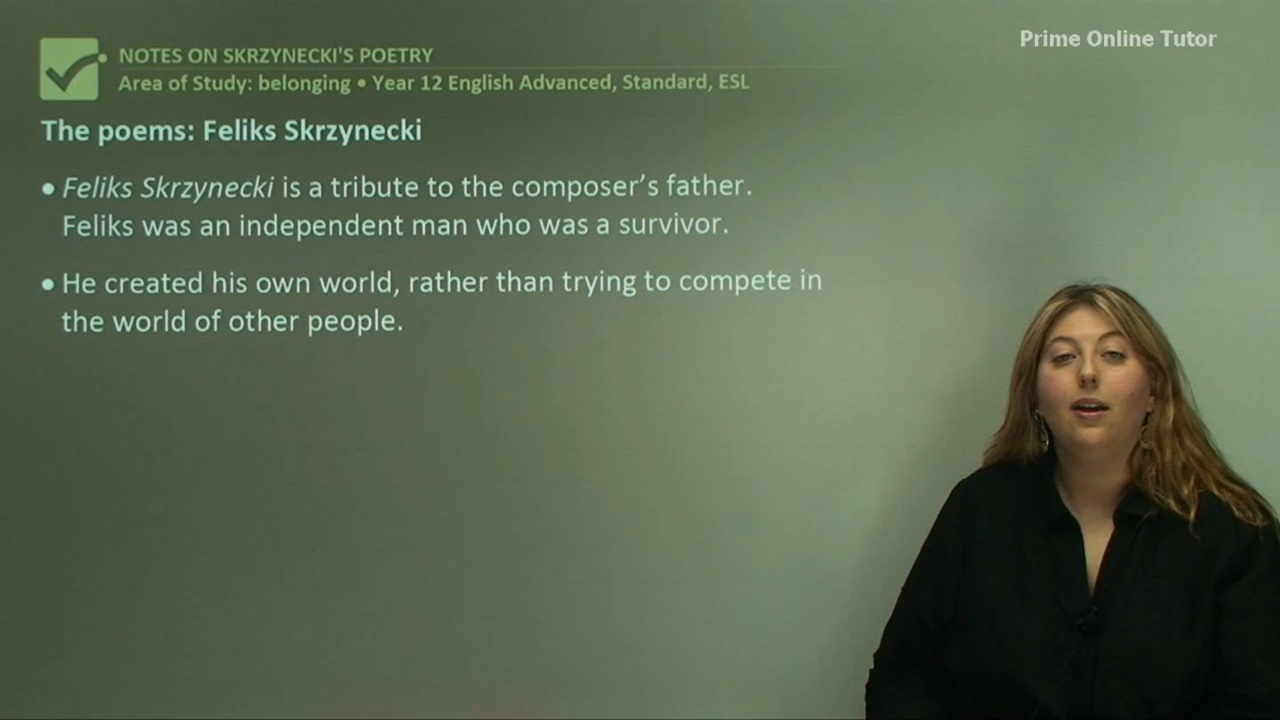 Prime Online Tutor
NOTES ON SKRZYNECKI'S POETRY
Area of Study: belonging • Year 12 English Advanced, Standard, ESL
The poems: Feliks Skrzynecki
• Feliks Skrzynecki is a tribute to the composer’s father.
Feliks was an independent man who was a survivor.
• He created his own world, rather than trying to compete in
the world of other people.